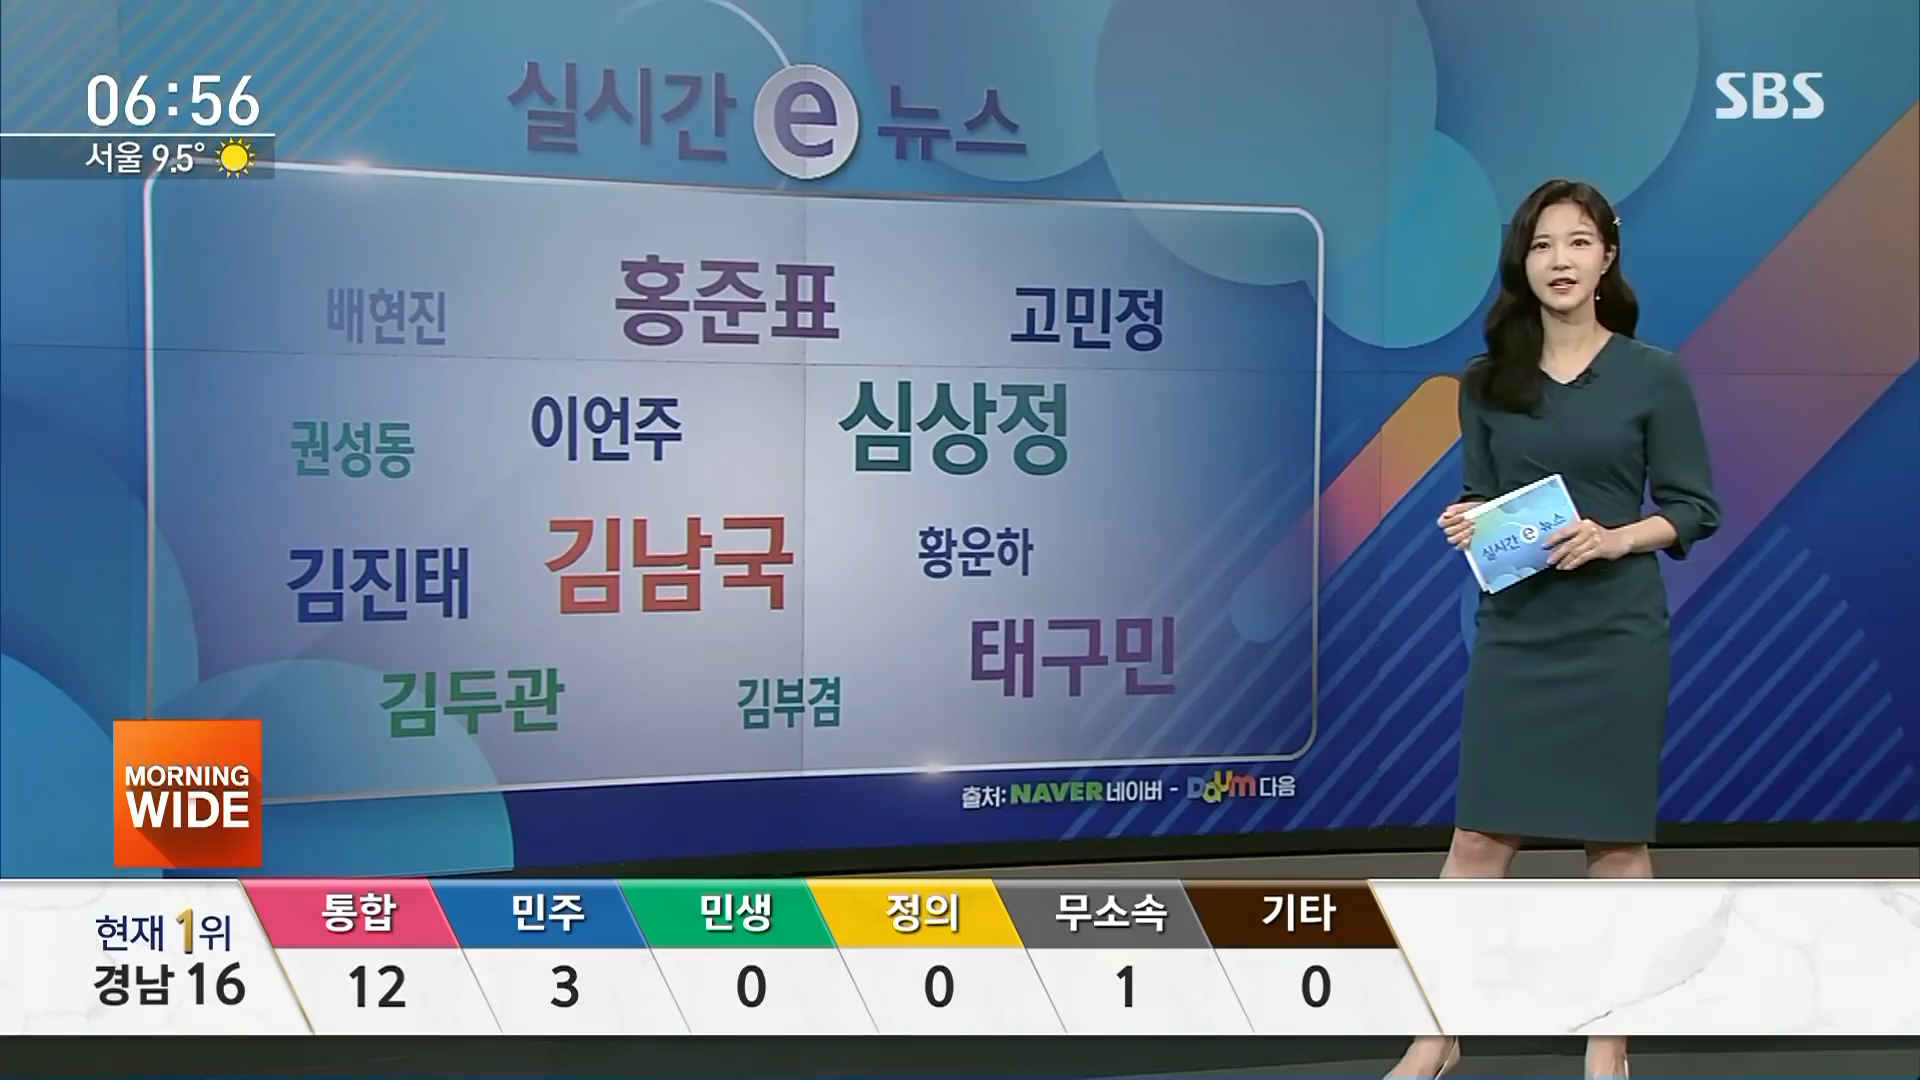 06:56
서울 9.5°
SBS
실시간 e 뉴스
배현진 홍준표 고민정
권성동 이언주 심상정
김진태 김남국 황운하
김두관 김부겸 태구민
출처: NAVER 네이버 - Daum 다음
실시간 e 뉴스
MORNING
WIDE
현재 1위
경남 16
통합 민주 민생 정의 무소속 기타
12 3 0 0 1 0